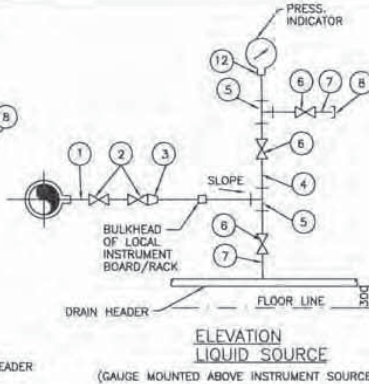 PRESS.
INDICATOR
12
6 7 8
5
8
6
1 2 3
SLOPE
4
5
BULKHEAD
OF LOCAL
INSTRUMENT
BOARD/RACK
6
7
DRAIN HEADER
FLOOR LINE
300
ELEVATION
LIQUID SOURCE
EADER
(GAUGE MOUNTED ABOVE INSTRUMENT SOURCE